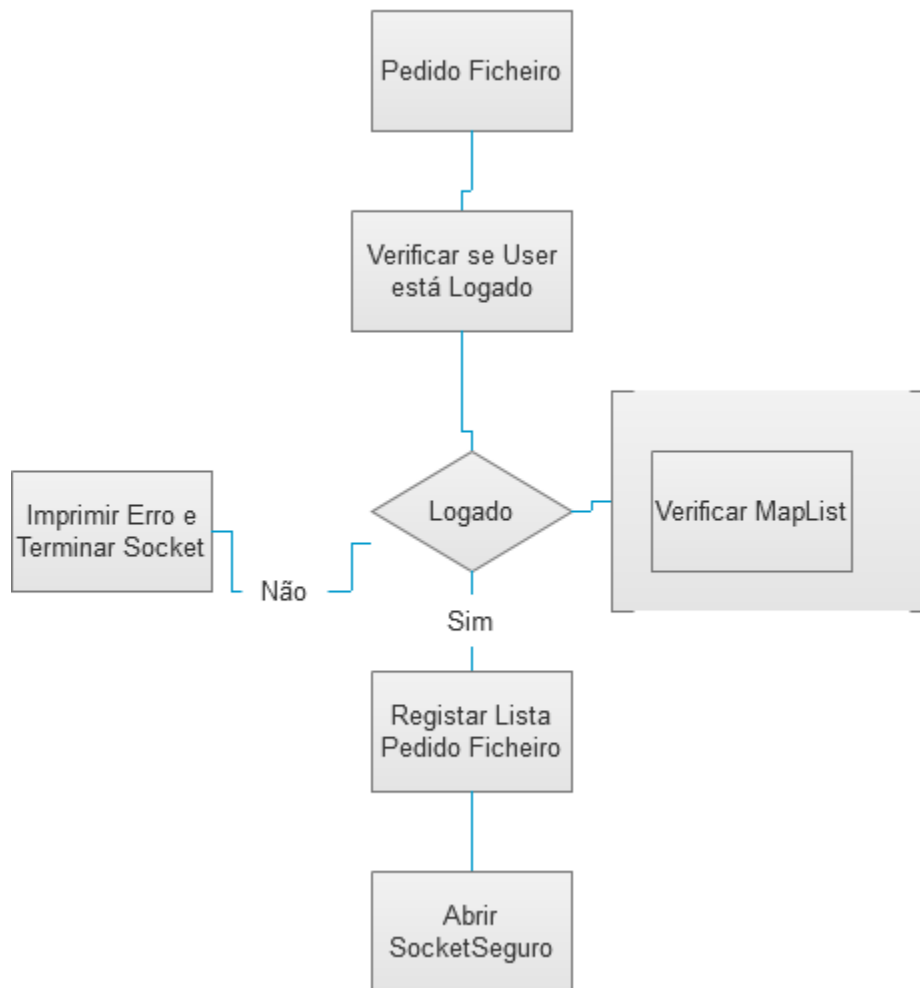 Pedido Ficheiro
Verificar se User
está Logado
Imprimir Erro e
Terminar Socket
Logado
Verificar MapList
Não
Sim
Registar Lista
Pedido Ficheiro
Abrir
SocketSeguro